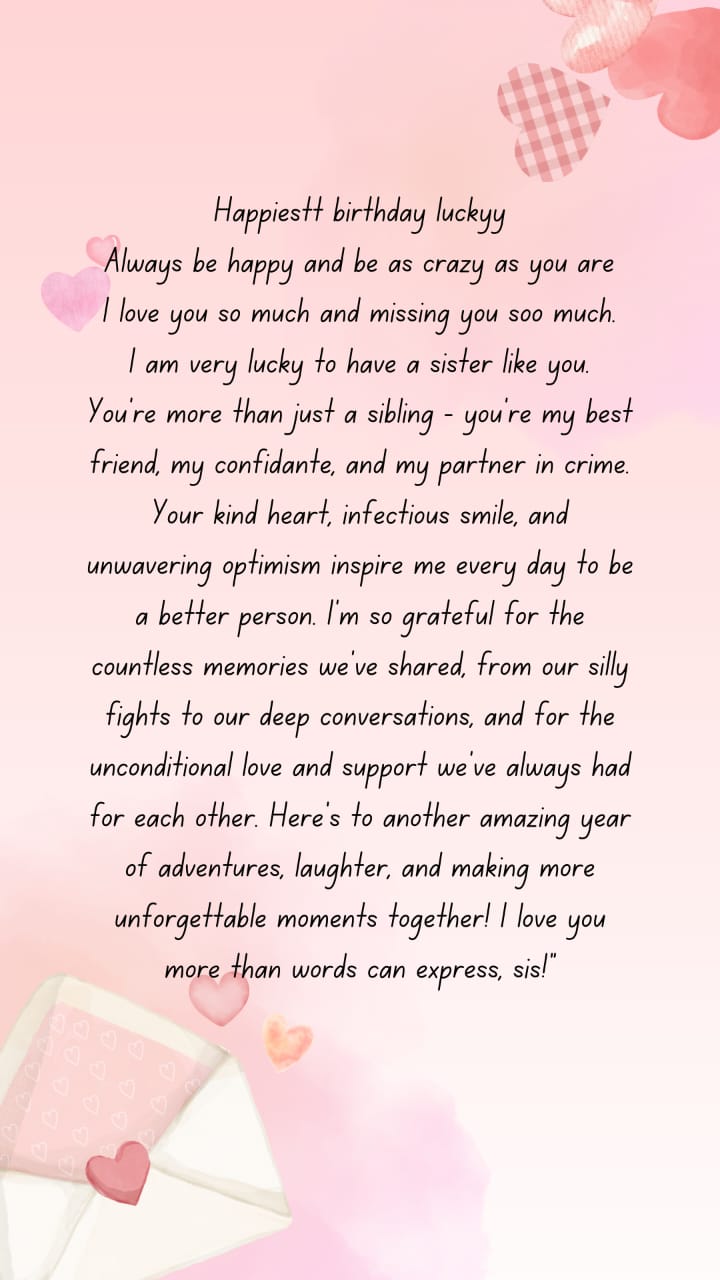 Happiestt birthday luckyy
Always be happy and be as crazy as you are
I love you so much and missing you soo much.
I am very lucky to have a sister like you.
You're more than just a sibling - you're my best
friend, my confidante, and my partner in crime.
Your kind heart, infectious smile, and
unwavering optimism inspire me every day to be
a better person. I'm so grateful for the
countless memories we've shared, from our silly
fights to our deep conversations, and for the
unconditional love and support we've always had
for each other. Here's to another amazing year
of adventures, laughter, and making more
unforgettable moments together! I love you
more than words can express, sis!"